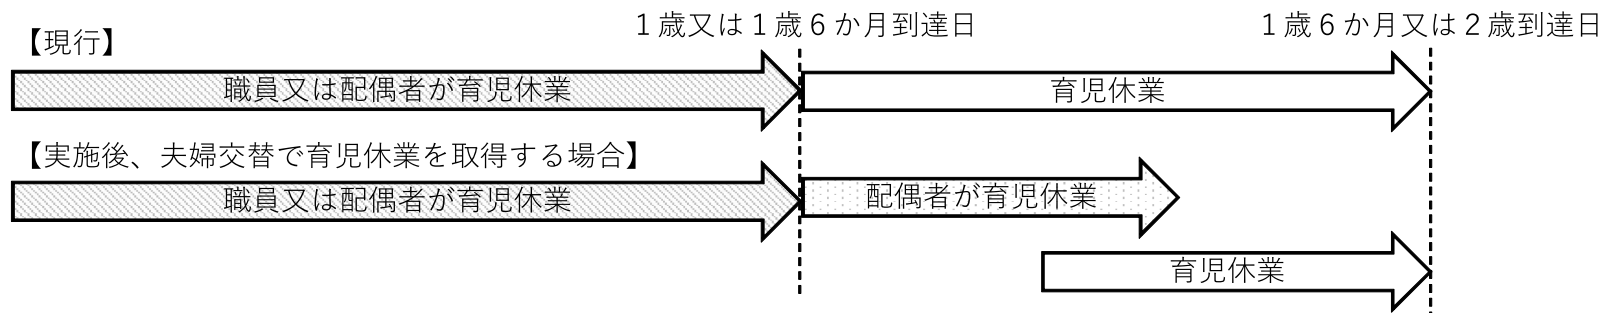 １歳又は１歳６か月到達日
１歳６か月又は２歳到達日
【現行】
職員又は配偶者が育児休業
育児休業
【実施後、夫婦交替で育児休業を取得する場合】
職員又は配偶者が育児休業
配偶者が育児休業
育児休業